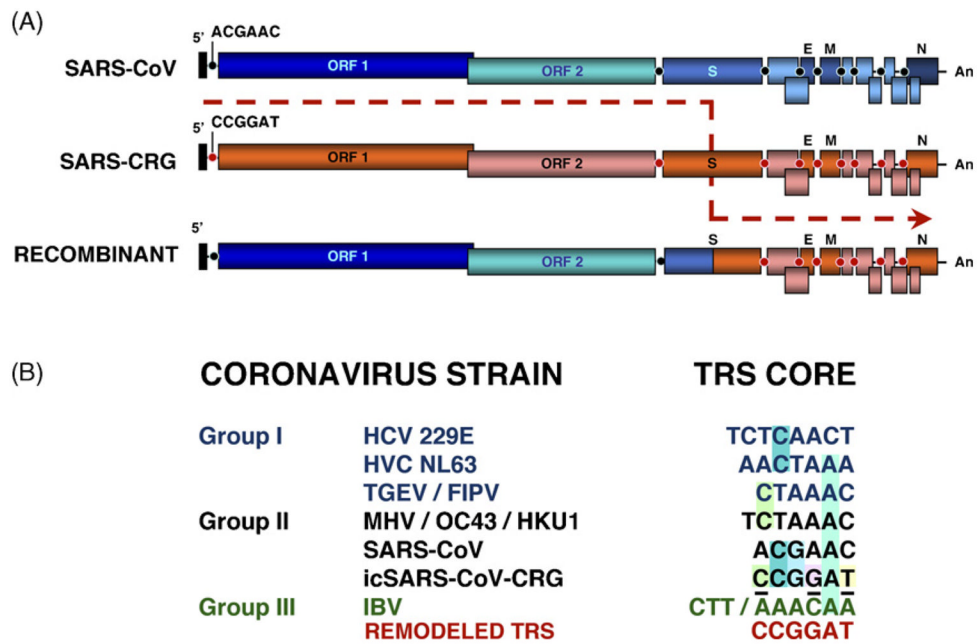 (A)
5' ACGAAC
SARS-CoV ORF 1 ORF 2 S E M N An
5' CCGGAT
SARS-CRG ORF 1 ORF 2 S E M N An
5'
RECOMBINANT ORF 1 ORF 2 S E M N An
(B)
CORONAVIRUS STRAIN TRS CORE
Group I HCV 229E TCTCAACT
HVC NL63 AACTAAA
TGEV / FIPV CTAAAC
Group II MHV / OC43 / HKU1 TCTAAAC
SARS-CoV ACGAAC
icSARS-CoV-CRG CCGGAT
Group III IBV CTT / AAACAA
REMODELED TRS CCGGAT